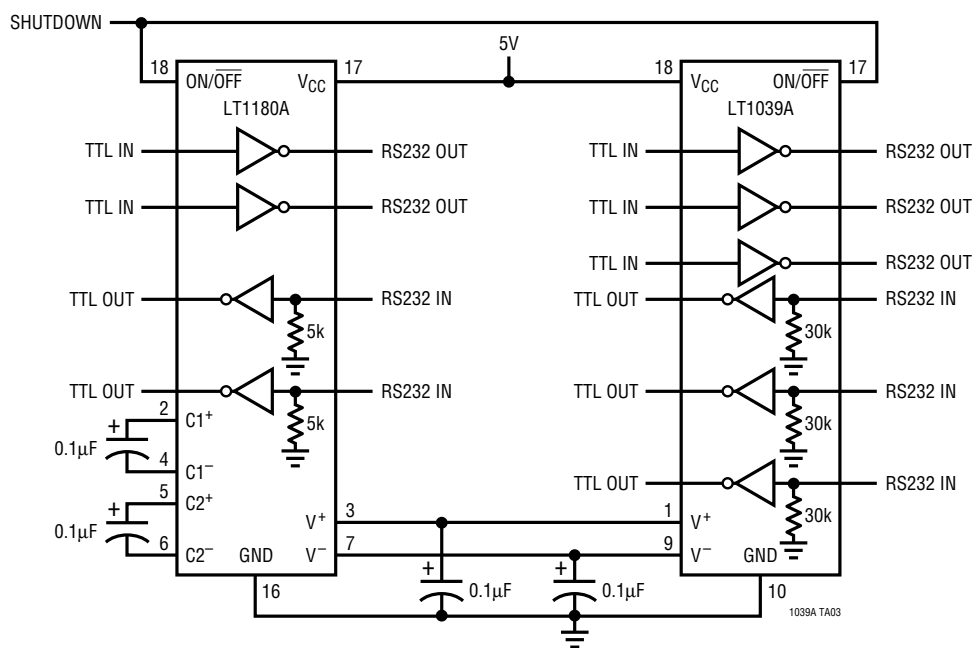 SHUTDOWN
5V
18 ON/OFF VCC 17
LT1180A
18 VCC ON/OFF 17
LT1039A
TTL IN RS232 OUT
TTL IN RS232 OUT
TTL IN RS232 OUT
TTL IN RS232 OUT
TTL IN RS232 OUT
TTL OUT RS232 IN
5k
TTL OUT RS232 IN
30k
TTL OUT RS232 IN
5k
TTL OUT RS232 IN
30k
TTL OUT RS232 IN
30k
2 C1+
+
0.1µF
4 C1−
5 C2+
+
0.1µF
6 C2−
3 V+
1 V+
7 V−
9 V−
GND
16
GND
10
+
0.1µF
+
0.1µF
1039A TA03